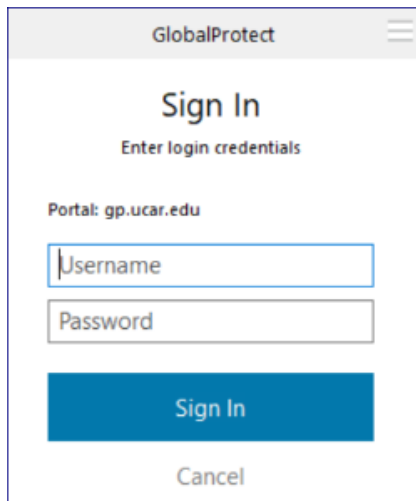 GlobalProtect
Sign In
Enter login credentials
Portal: gp.ucar.edu
Username
Password
Sign In
Cancel